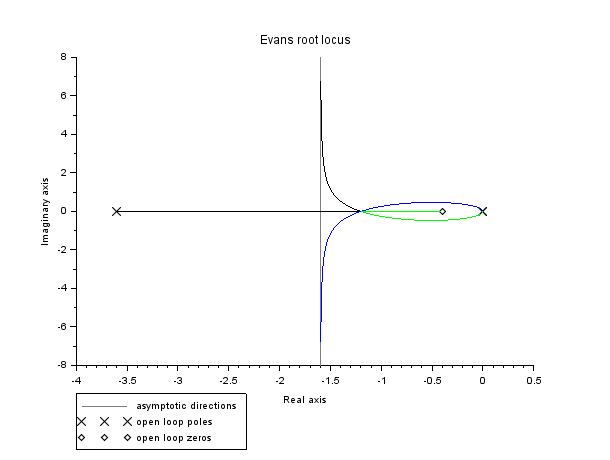 Evans root locus
8
6
4
2
0
-2
-4
-6
-8
Imaginary axis
-4 -3.5 -3 -2.5 -2 -1.5 -1 -0.5 0 0.5
Real axis
asymptotic directions
open loop poles
open loop zeros